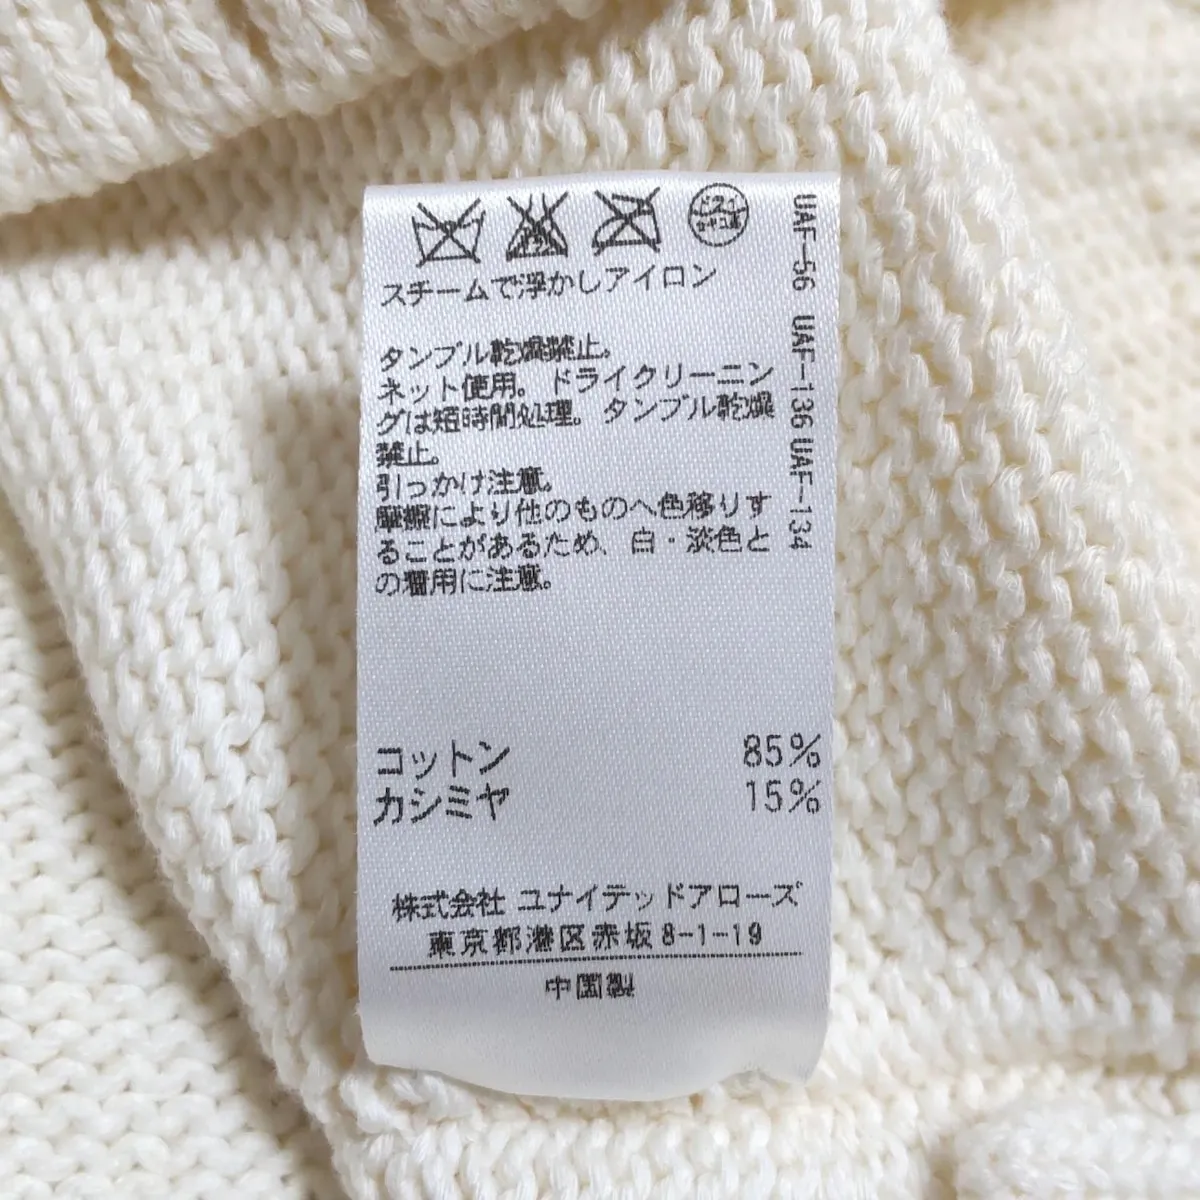 スチームで浮かしアイロン
タンブル乾燥禁止。
ネット使用。ドライクリーニン
グは短時間処理。タンブル乾燥
禁止。
引っかけ注意。
摩擦により他のものへ色移りす
ることがあるため、白・淡色と
の着用に注意。
コットン 85%
カシミヤ 15%
株式会社 ユナイテッドアローズ
東京都港区赤坂8-1-19
中国製
UAF-56 UAF-136 UAF-134